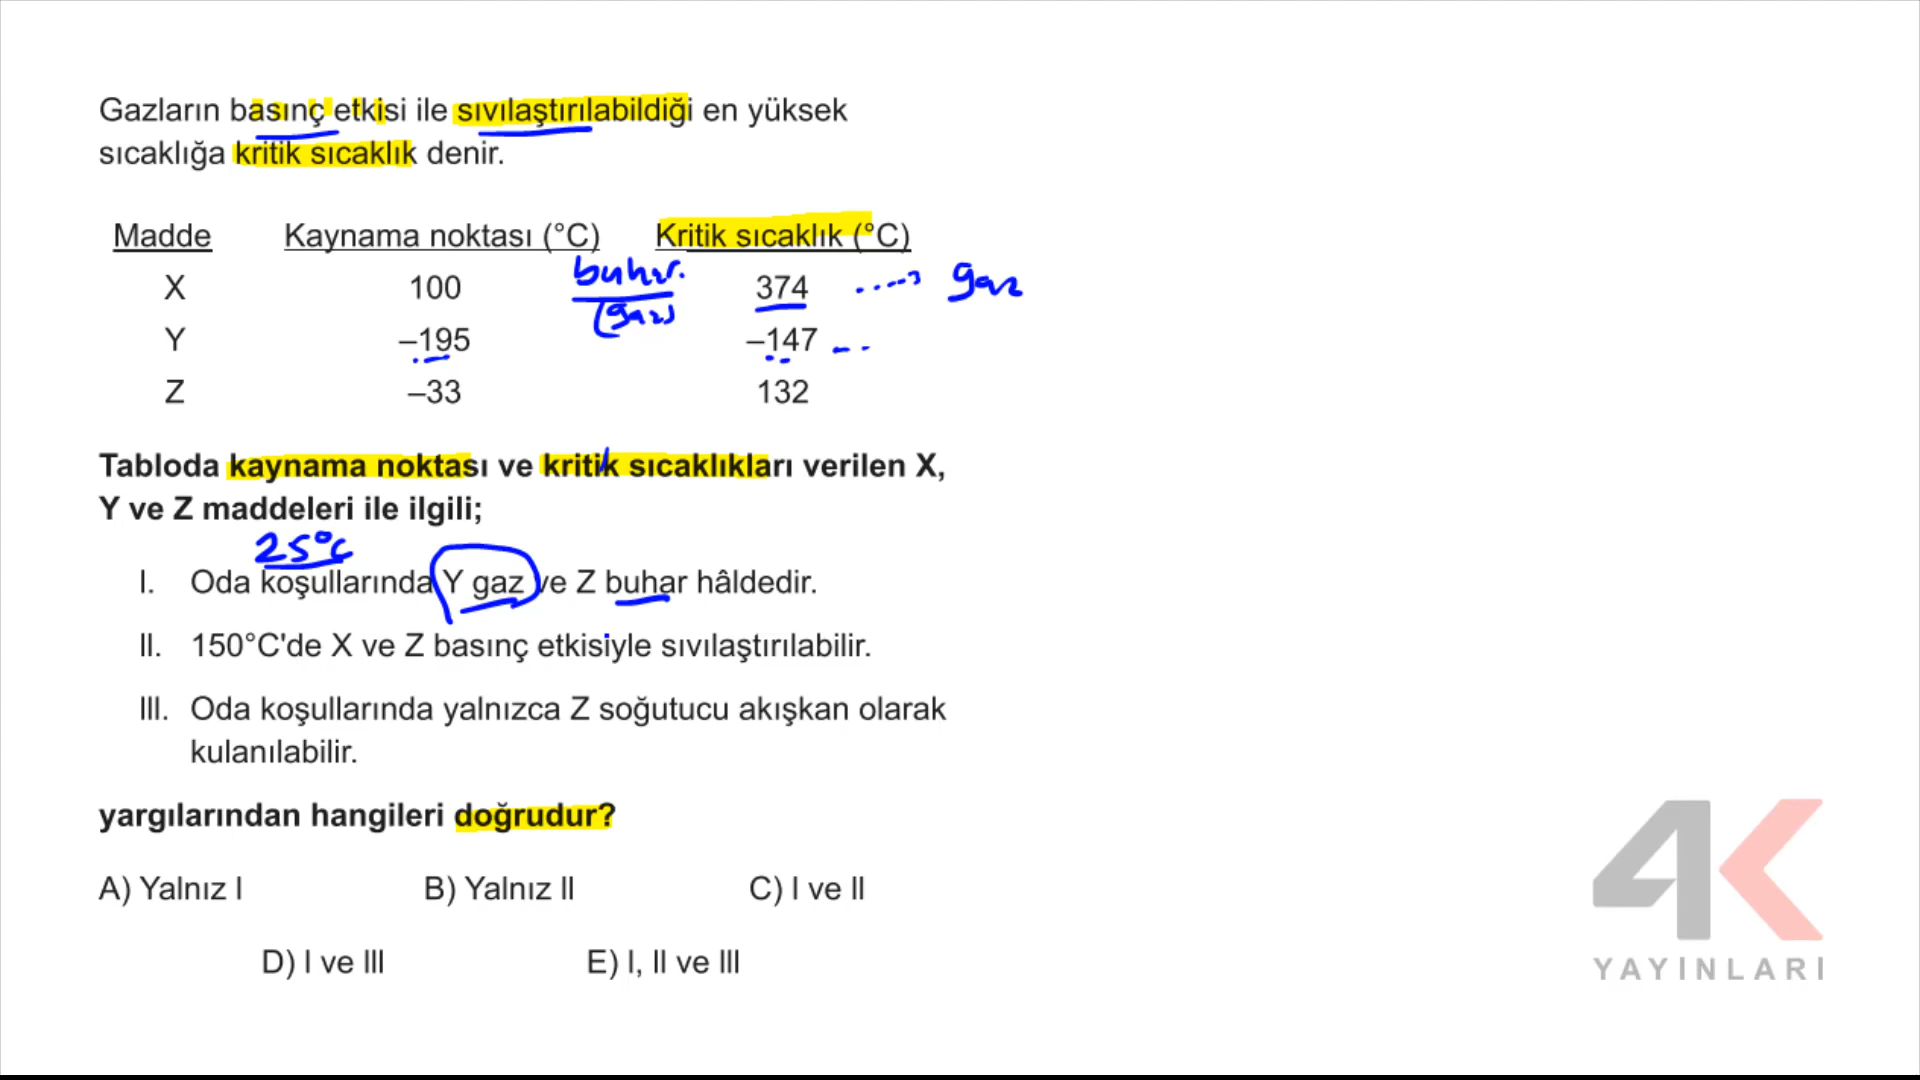 Gazların basınç etkisi ile sıvılaştırılabildiği en yüksek
sıcaklığa kritik sıcaklık denir.
Madde Kaynama noktası (°C) Kritik sıcaklık (°C)
buhar.
X 100 374 gaz
(gaz)
Y –195 –147
Z –33 132
Tabloda kaynama noktası ve kritik sıcaklıkları verilen X,
Y ve Z maddeleri ile ilgili;
25°C
I. Oda koşullarında Y gaz ve Z buhar hâldedir.
II. 150°C'de X ve Z basınç etkisiyle sıvılaştırılabilir.
III. Oda koşullarında yalnızca Z soğutucu akışkan olarak
kulanılabilir.
yargılarından hangileri doğrudur?
A) Yalnız I B) Yalnız II C) I ve II
D) I ve III E) I, II ve III
4K
YAYINLARI